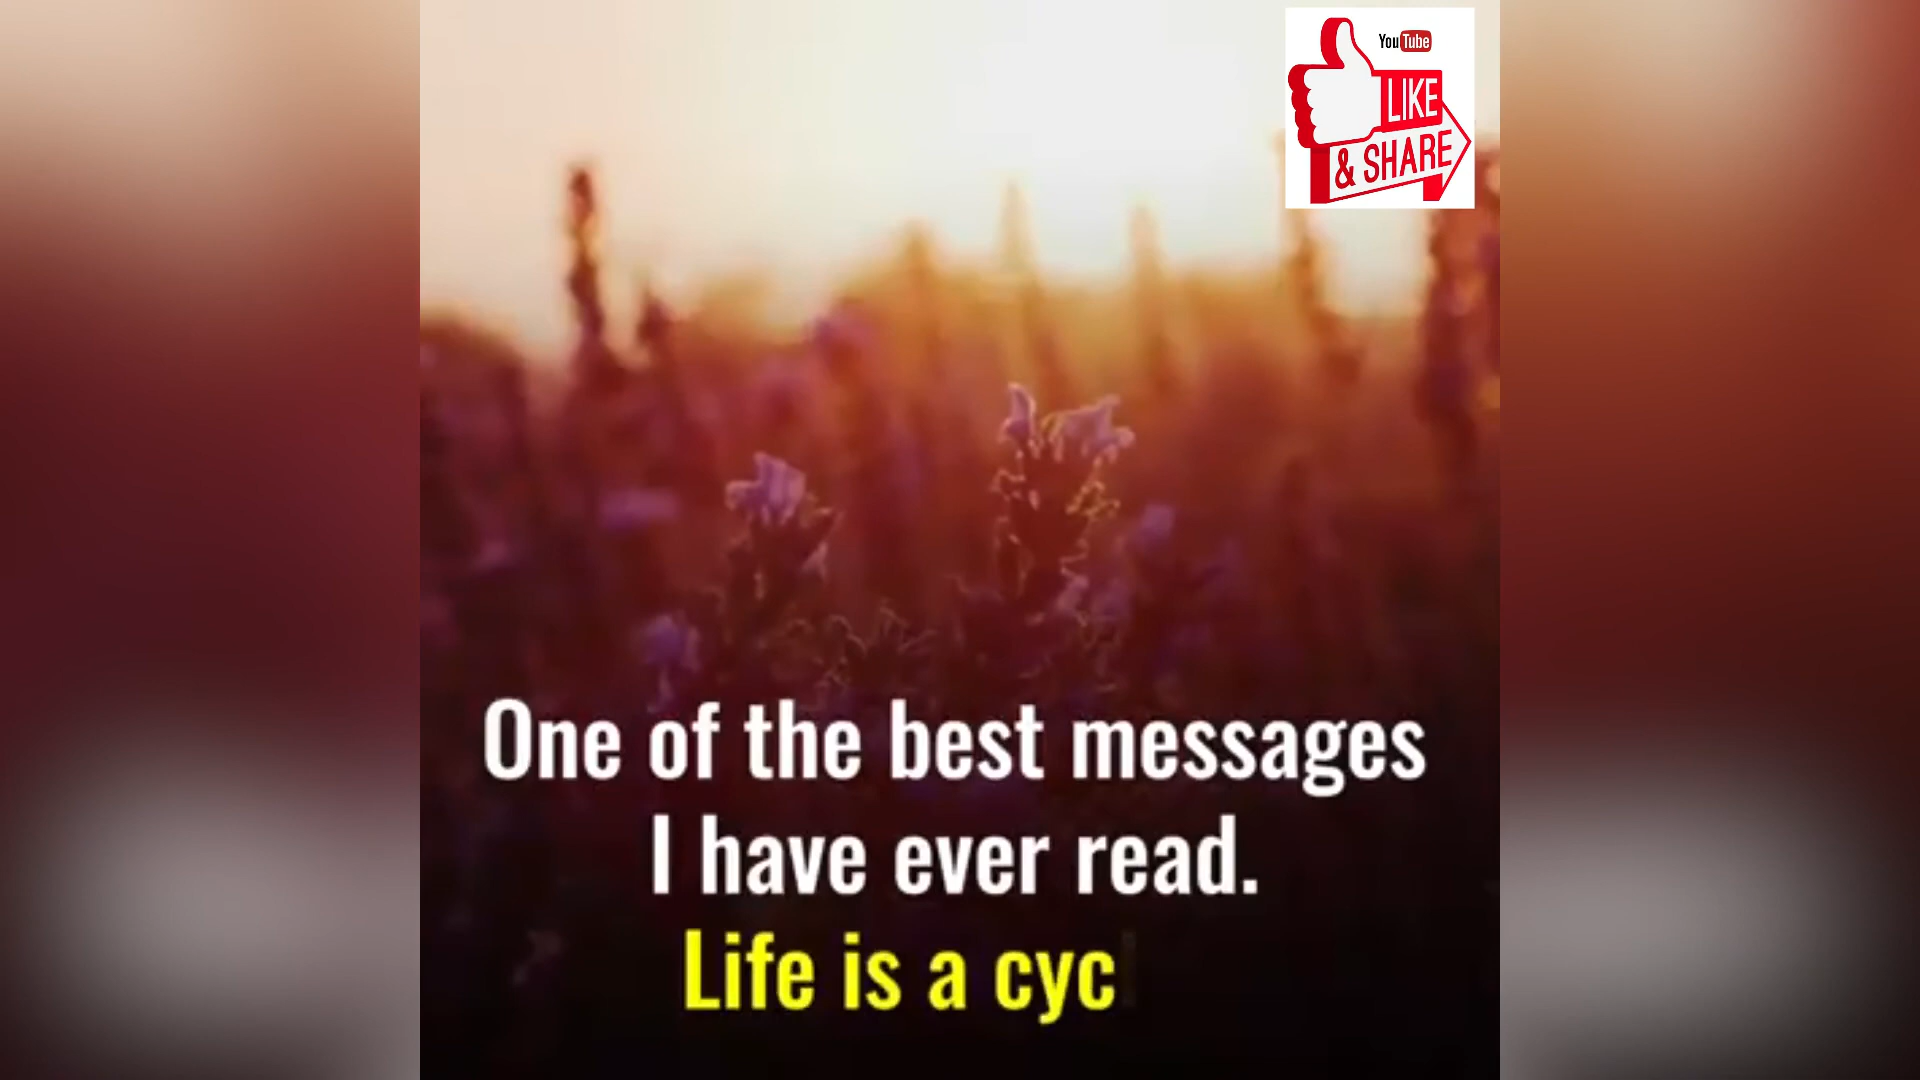 YouTube
LIKE
& SHARE
One of the best messages
I have ever read.
Life is a cyc